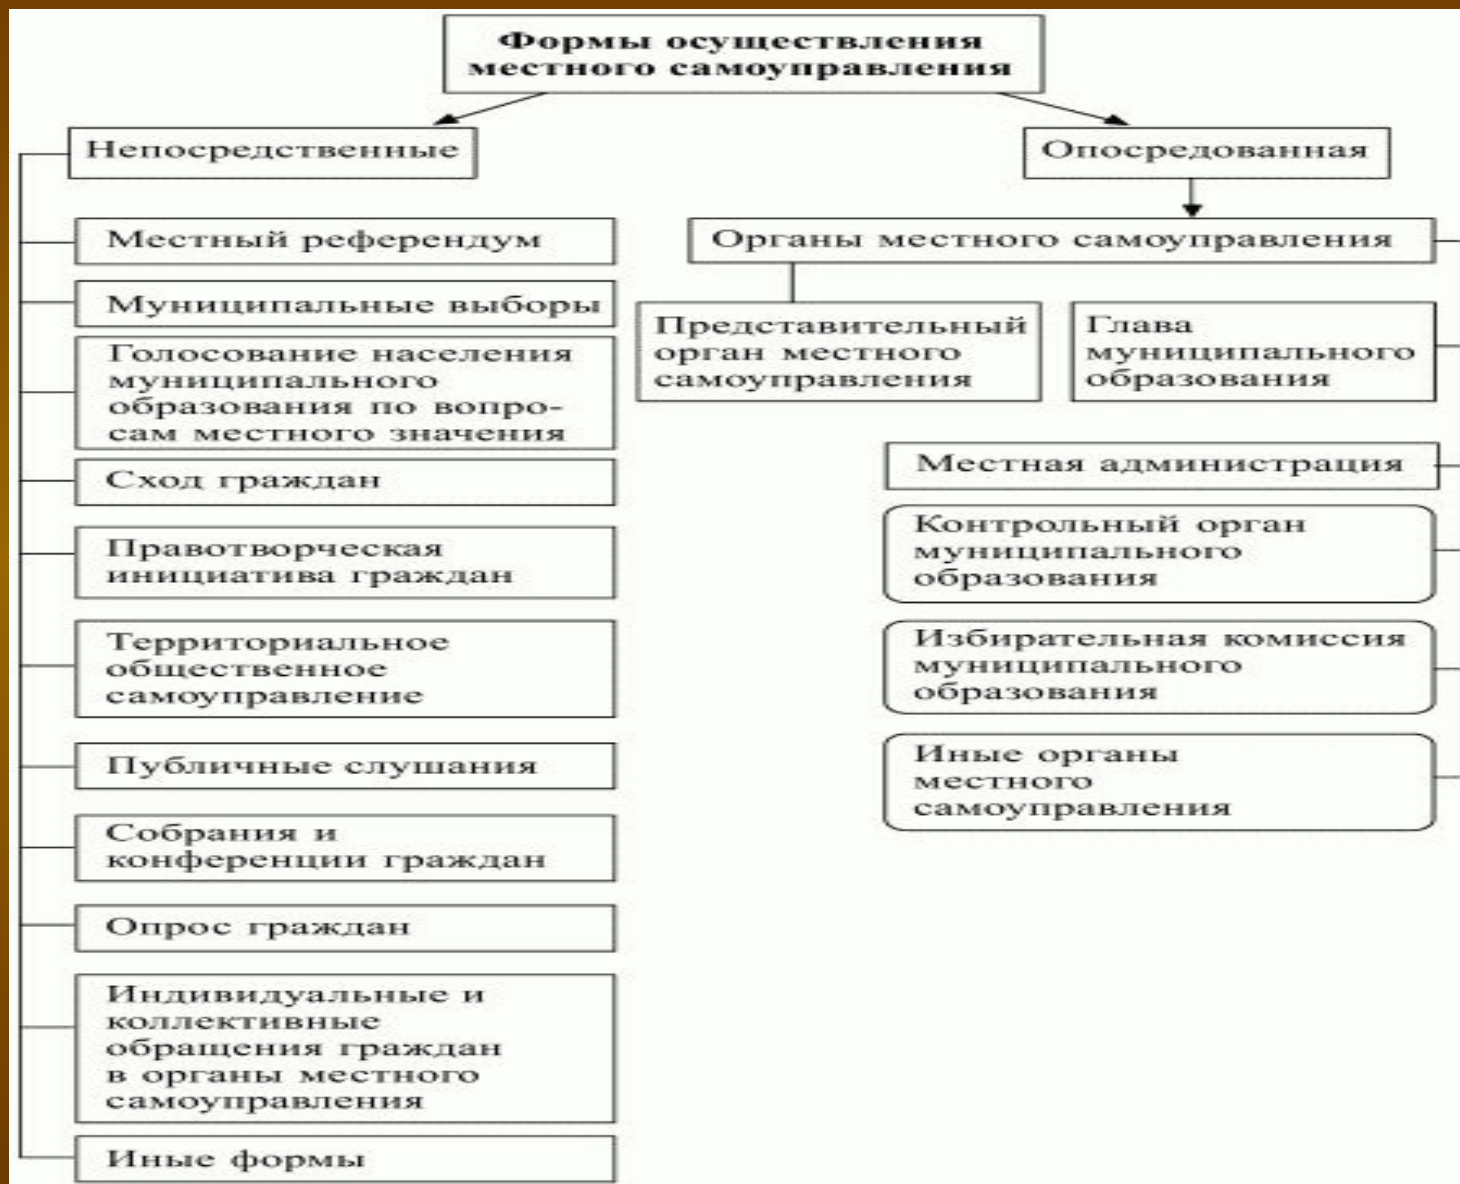 Формы осуществления
местного самоуправления
Непосредственные
Местный референдум
Муниципальные выборы
Голосование населения
муниципального
образования по вопро-
сам местного значения
Сход граждан
Правотворческая
инициатива граждан
Территориальное
общественное
самоуправление
Публичные слушания
Собрания и
конференции граждан
Опрос граждан
Индивидуальные и
коллективные
обращения граждан
в органы местного
самоуправления
Иные формы
Опосредованная
Органы местного самоуправления
Представительный
орган местного
самоуправления
Глава
муниципального
образования
Местная администрация
Контрольный орган
муниципального
образования
Избирательная комиссия
муниципального
образования
Иные органы
местного
самоуправления